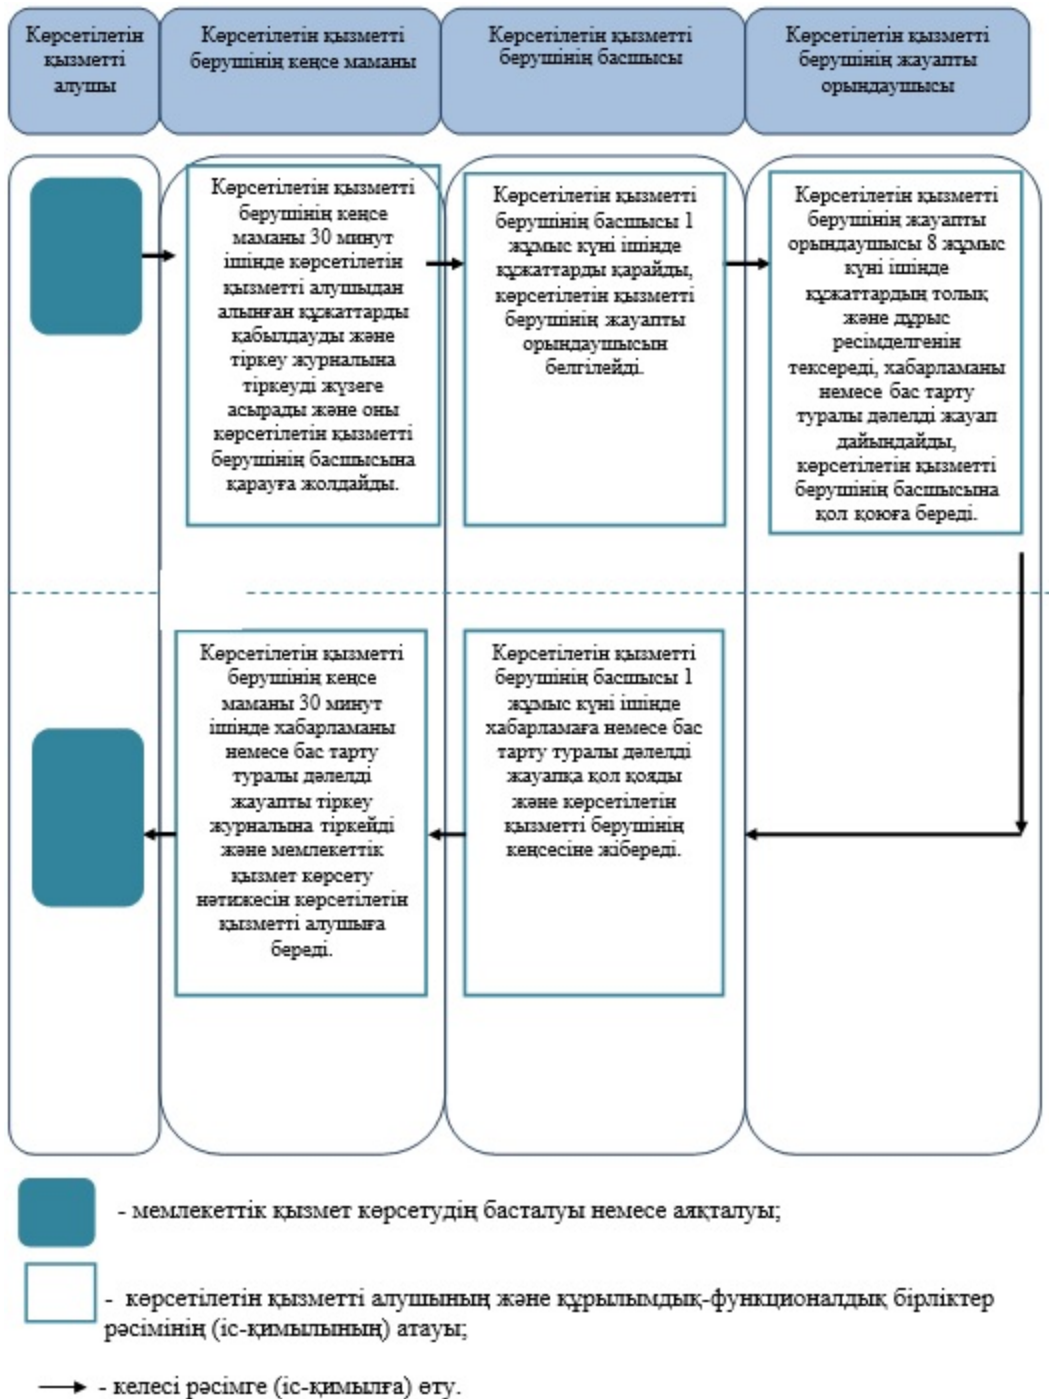 Көрсетілетін
қызметті
алушы
Көрсетілетін қызметті
берушінің кеңсе маманы
Көрсетілетін қызметті
берушінің басшысы
Көрсетілетін қызметті
берушінің жауапты
орындаушысы
Көрсетілетін қызметті
берушінің кеңсе
маманы 30 минут
ішінде көрсетілетін
қызметті алушыдан
алынған құжаттарды
қабылдауды және
тіркеу журналына
тіркеуді жүзеге
асырады және оны
көрсетілетін қызметті
берушінің басшысына
қарауға жолдайды.
Көрсетілетін қызметті
берушінің басшысы 1
жұмыс күні ішінде
құжаттарды қарайды,
көрсетілетін қызметті
берушінің жауапты
орындаушысын
белгілейді.
Көрсетілетін қызметті
берушінің жауапты
орындаушысы 8 жұмыс
күні ішінде
құжаттардың толық
және дұрыс
ресімделгенін
тексереді, хабарламаны
немесе бас тарту
туралы дәлелді жауап
дайындайды,
көрсетілетін қызметті
берушінің басшысына
қол қоюға береді.
Көрсетілетін қызметті
берушінің кеңсе
маманы 30 минут
ішінде хабарламаны
немесе бас тарту
туралы дәлелді
жауапты тіркеу
журналына тіркейді
және мемлекеттік
қызмет көрсету
нәтижесін көрсетілетін
қызметті алушыға
береді.
Көрсетілетін қызметті
берушінің басшысы 1
жұмыс күні ішінде
хабарламаға немесе бас
тарту туралы дәлелді
жауапқа қол қояды
және көрсетілетін
қызметті берушінің
кеңсесіне жібереді.
- мемлекеттік қызмет көрсетудің басталуы немесе аяқталуы;
- көрсетілетін қызметті алушының және құрылымдық-функционалдық бірліктер
рәсімінің (іс-қимылының) атауы;
- келесі рәсімге (іс-қимылға) өту.